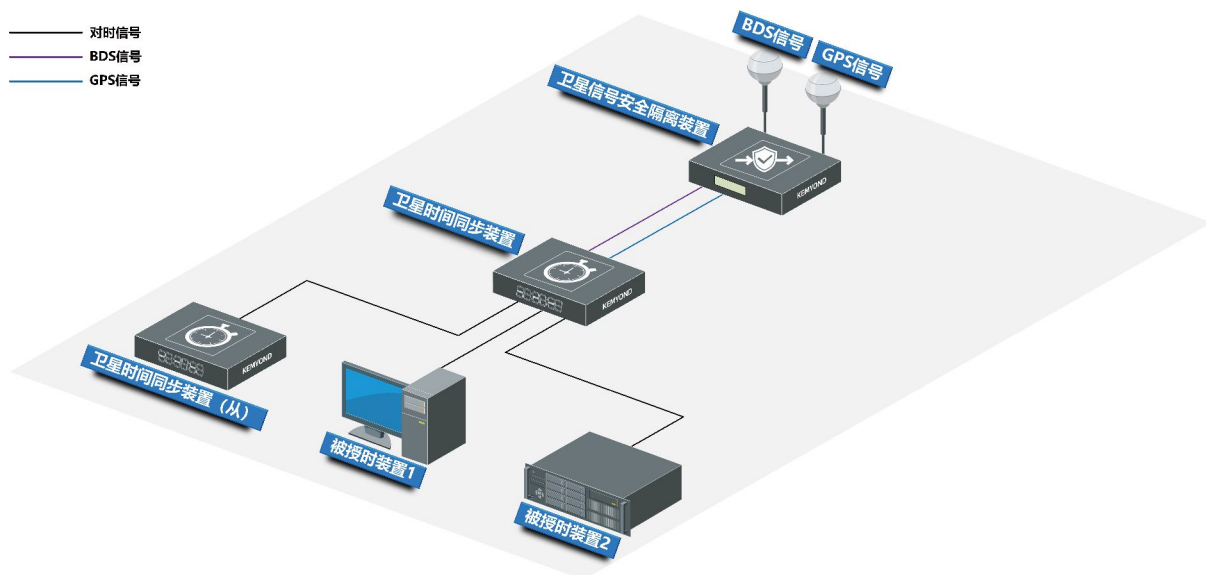 对时信号
BDS信号
GPS信号
BDS信号
GPS信号
卫星信号安全隔离装置
KEMYOND
卫星时间同步装置
KEMYOND
KEMYOND
卫星时间同步装置（从）
被授时装置1
被授时装置2